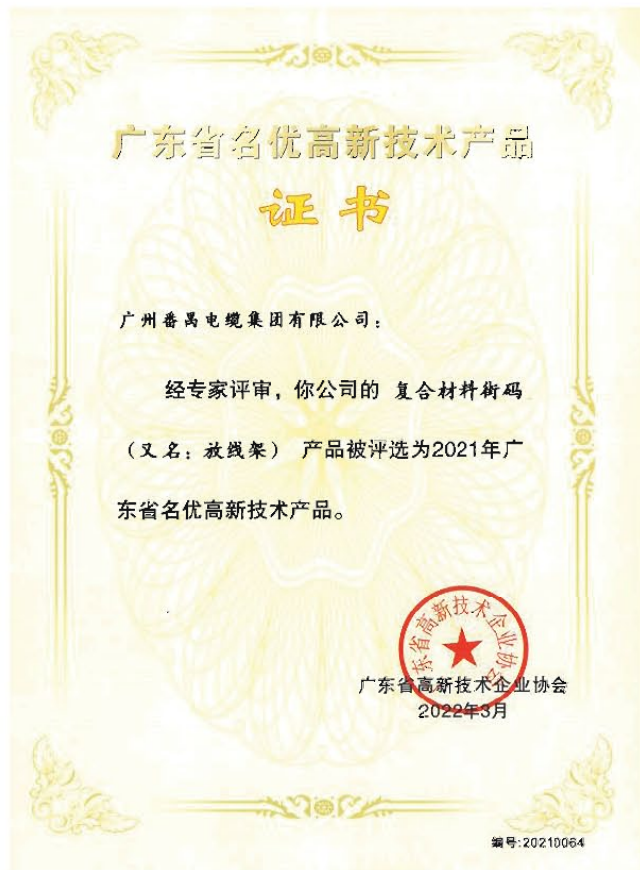 广东省名优高新技术产品
证书
广州番禺电缆集团有限公司：
经专家评审，你公司的 复合材料街码
（又名：放线架） 产品被评选为2021年广
东省名优高新技术产品。
广东省高新技术企业协会
广东省高新技术企业协会
2022年3月
编号:20210064